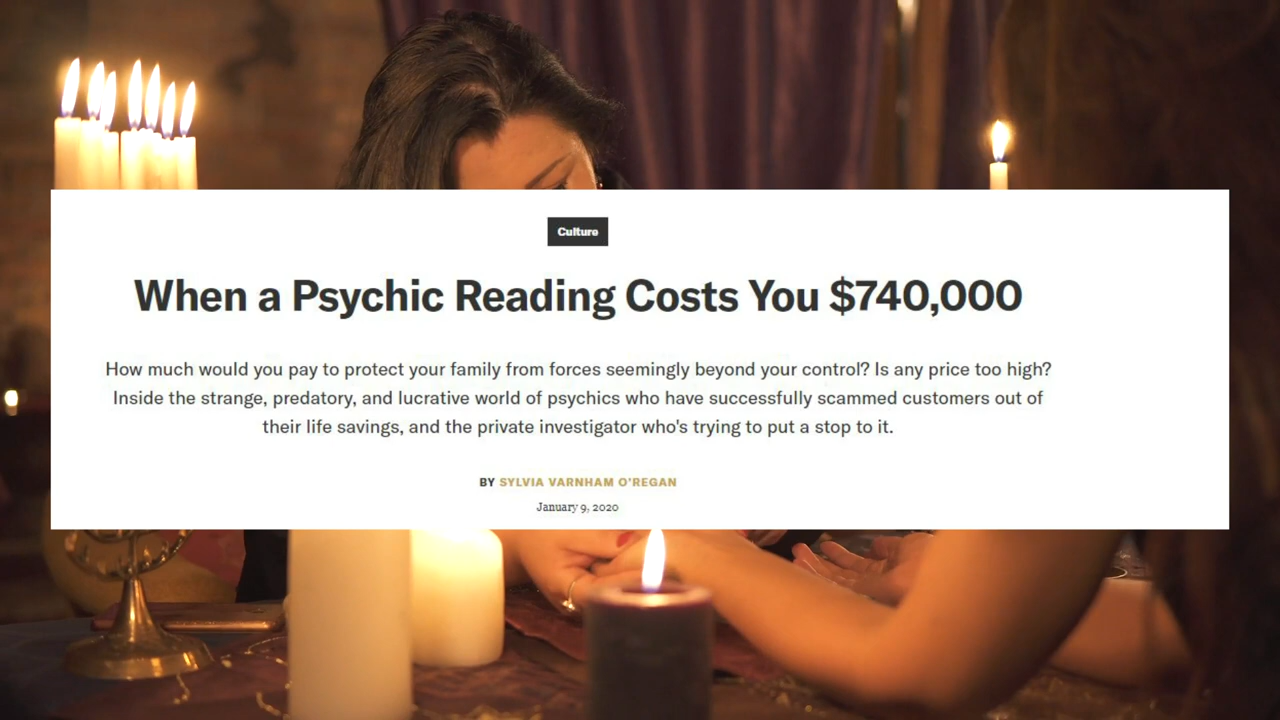 Culture
When a Psychic Reading Costs You $740,000
How much would you pay to protect your family from forces seemingly beyond your control? Is any price too high?
Inside the strange, predatory, and lucrative world of psychics who have successfully scammed customers out of
their life savings, and the private investigator who's trying to put a stop to it.
BY SYLVIA VARNHAM O'REGAN
January 9, 2020